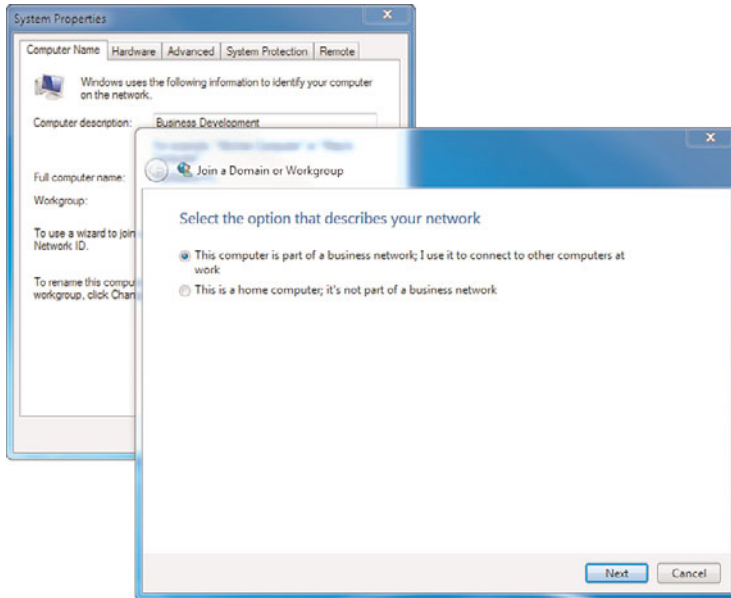 System Properties
Computer Name Hardware Advanced System Protection Remote
Windows uses the following information to identify your computer
on the network.
Computer description: Business Development
Full computer name:
Workgroup:
To use a wizard to join
Network ID.
To rename this compu
workgroup, click Chan
Join a Domain or Workgroup
Select the option that describes your network
This computer is part of a business network; I use it to connect to other computers at
work
This is a home computer; it's not part of a business network
Next Cancel